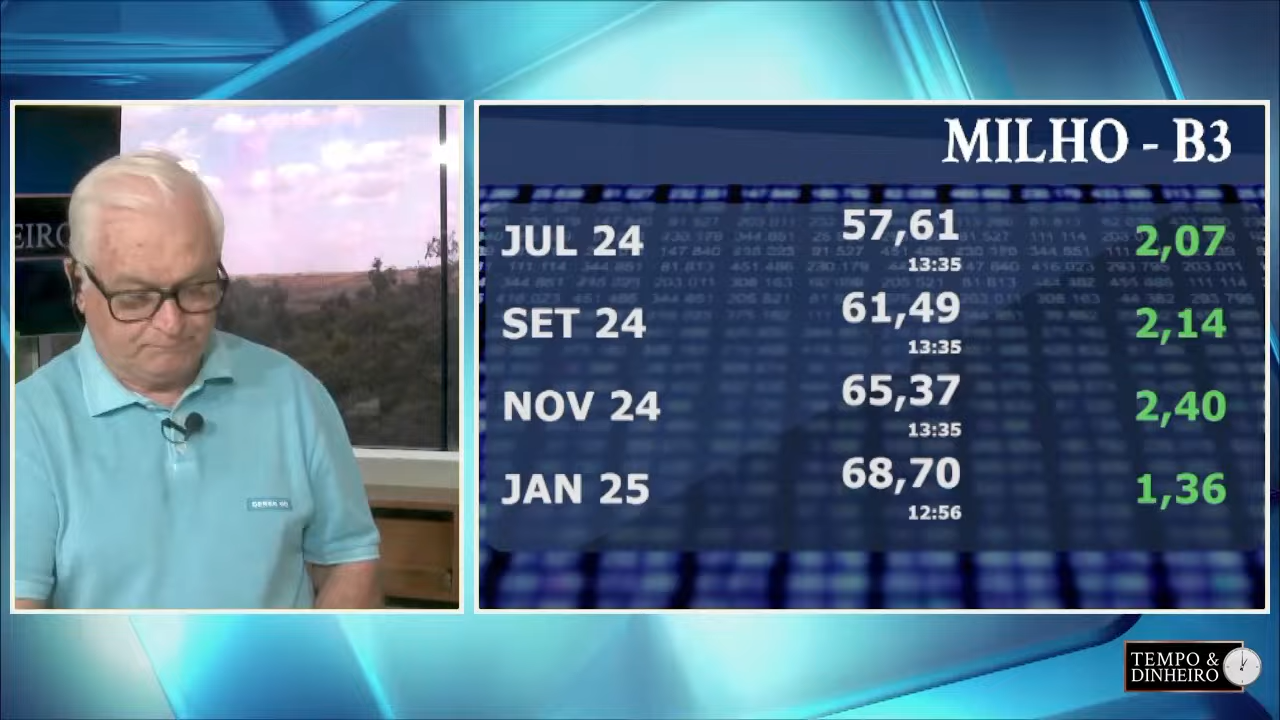 MILHO - B3
EIRO
JUL 24 57,61 2,07
13:35
SET 24 61,49 2,14
13:35
NOV 24 65,37 2,40
13:35
JAN 25 68,70 1,36
12:56
TEMPO &
DINHEIRO